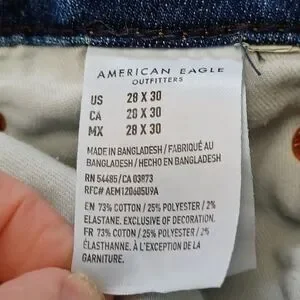 AMERICAN EAGLE
OUTFITTERS
US 28 X 30
CA 28 X 30
MX 28 X 30
MADE IN BANGLADESH / FABRIQUÉ AU
BANGLADESH / HECHO EN BANGLADESH
RN 54485/CA 03873
RFC# AEM120605U9A
EN 73% COTTON / 25% POLYESTER / 2%
ELASTANE. EXCLUSIVE OF DECORATION.
FR 73% COTON / 25% POLYESTER / 2%
ÉLASTHANNE. À L'EXCEPTION DE LA
GARNITURE.